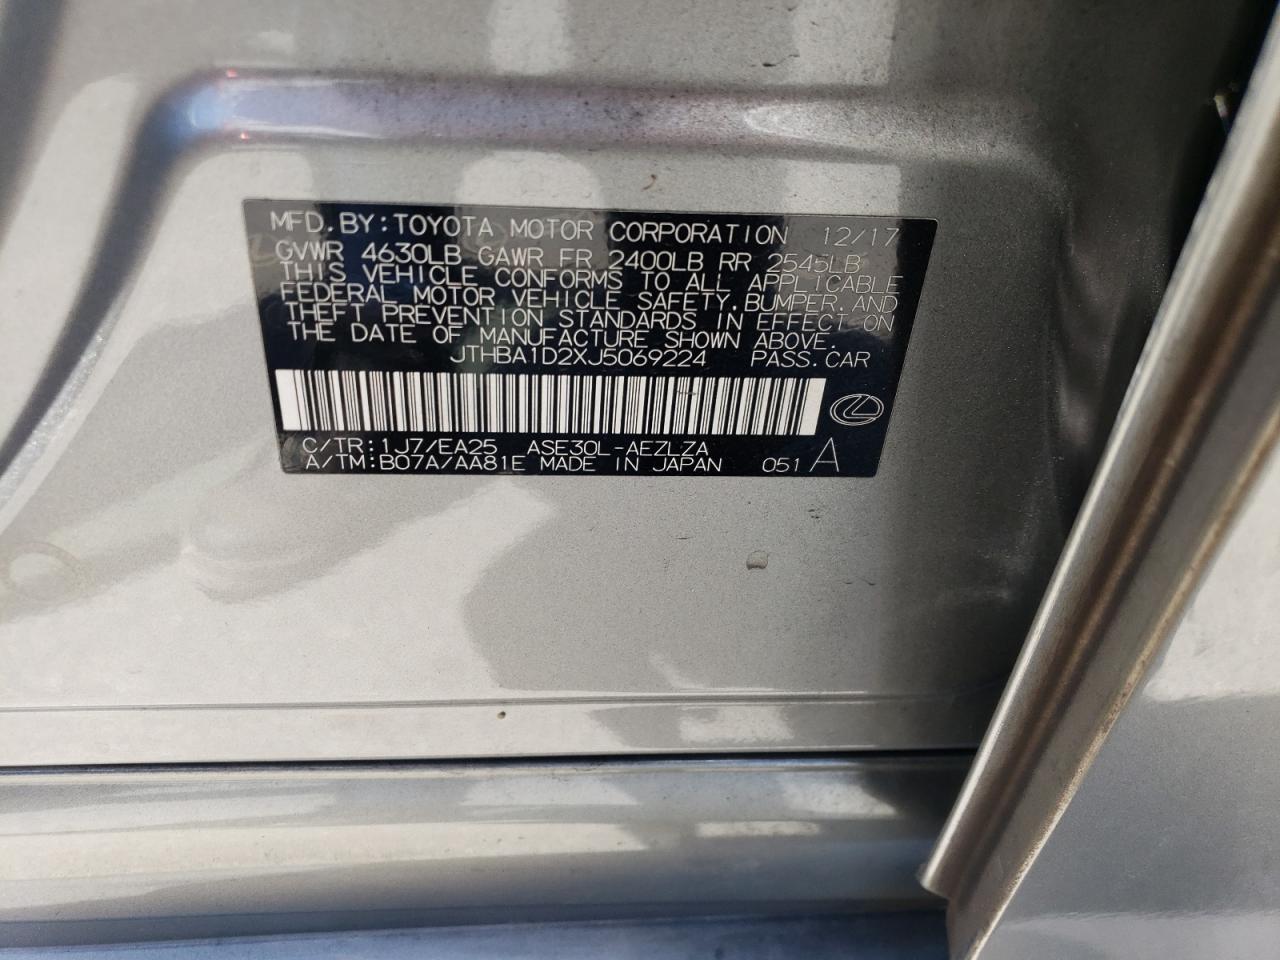 MFD.BY:TOYOTA MOTOR CORPORATION 12/17
GVWR 4630LB GAWR FR 2400LB RR 2545LB
THIS VEHICLE CONFORMS TO ALL APPLICABLE
FEDERAL MOTOR VEHICLE SAFETY,BUMPER,AND
THEFT PREVENTION STANDARDS IN EFFECT ON
THE DATE OF MANUFACTURE SHOWN ABOVE.
JTHBA1D2XJ5069224 PASS.CAR
C/TR:1J7/EA25 ASE30L-AEZLZA
A/TM:B07A/AA81E MADE IN JAPAN 051 A